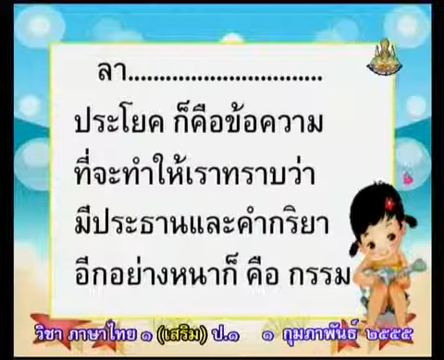 ลา...............................
ประโยค ก็คือข้อความ
ที่จะทำให้เราทราบว่า
มีประธานและคำกริยา
อีกอย่างหนาก็ คือ กรรม
วิชา ภาษาไทย ๑ (เสริม) ป.๑ ๑ กุมภาพันธ์ ๒๕๕๕